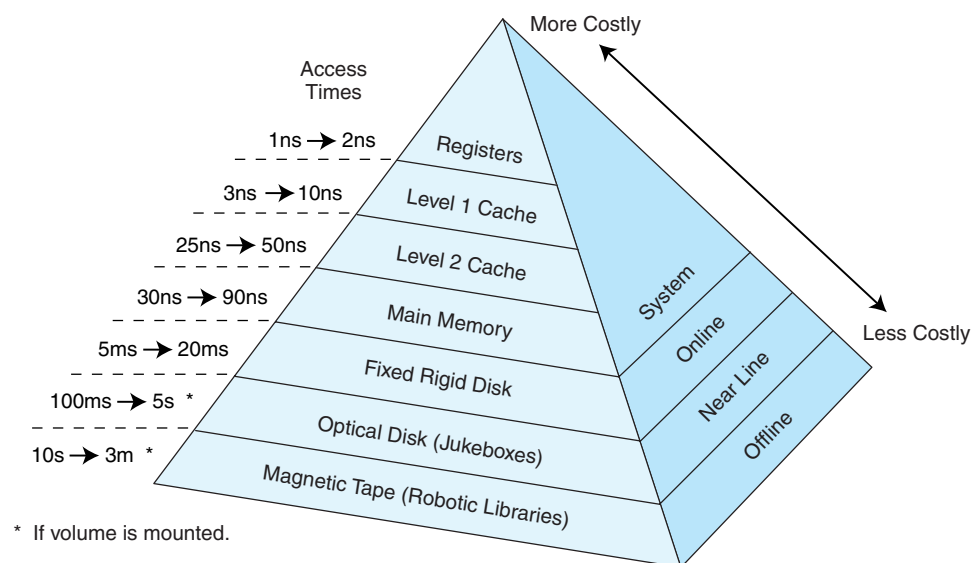 More Costly
Access
Times
1ns → 2ns
Registers
3ns → 10ns
Level 1 Cache
25ns → 50ns
Level 2 Cache
System
30ns → 90ns
Main Memory
Online
Less Costly
5ms → 20ms
Fixed Rigid Disk
Near Line
100ms → 5s *
Optical Disk (Jukeboxes)
Offline
10s → 3m *
Magnetic Tape (Robotic Libraries)
* If volume is mounted.